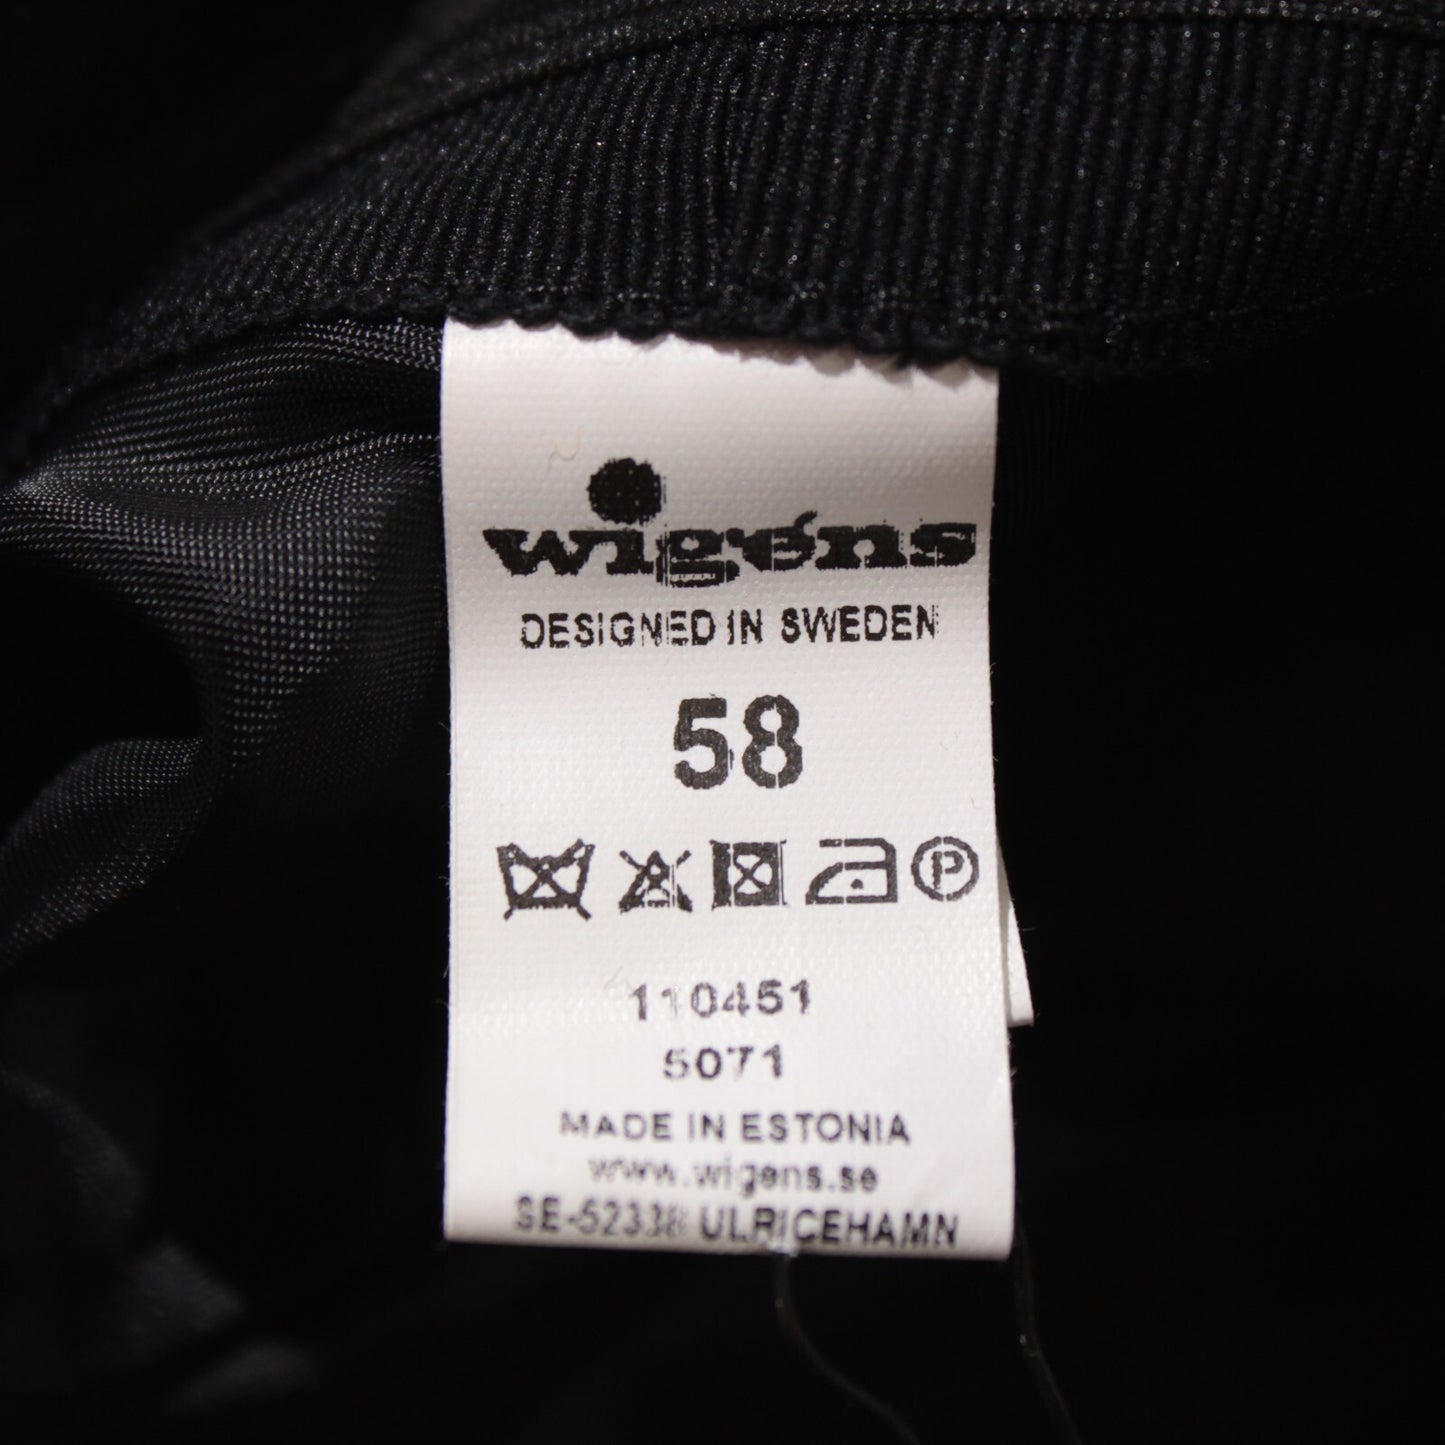 wigéns
DESIGNED IN SWEDEN
58
P
110451
5071
MADE IN ESTONIA
www.wigens.se
SE-52338 ULRICEHAMN